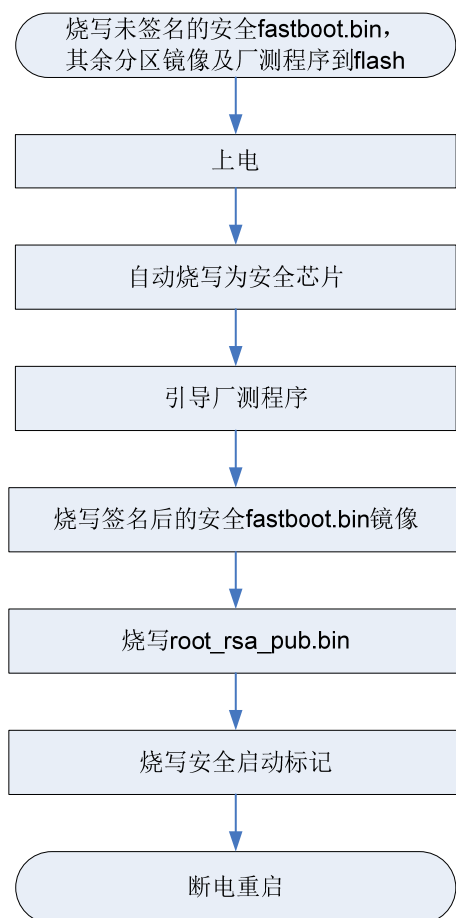 烧写未签名的安全fastboot.bin，
其余分区镜像及厂测程序到flash
上电
自动烧写为安全芯片
引导厂测程序
烧写签名后的安全fastboot.bin镜像
烧写root_rsa_pub.bin
烧写安全启动标记
断电重启